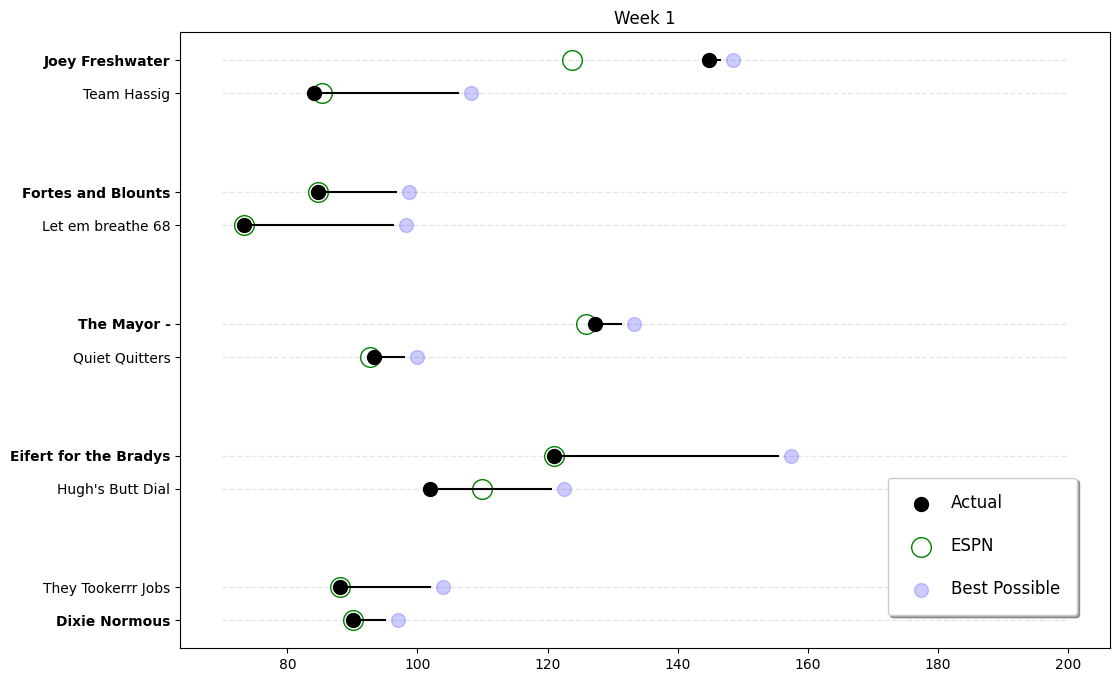 Week 1
Joey Freshwater
Team Hassig
Fortes and Blounts
Let em breathe 68
The Mayor -
Quiet Quitters
Eifert for the Bradys
Hugh's Butt Dial
They Tookerrr Jobs
Dixie Normous
Actual
ESPN
Best Possible
80 100 120 140 160 180 200